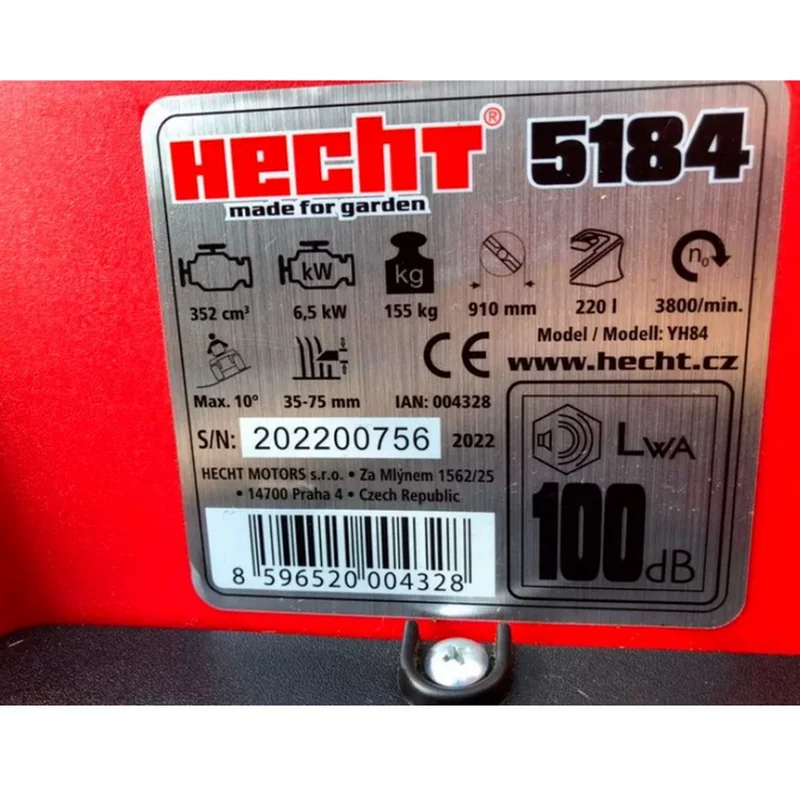 HECHT® 5184
made for garden
kW
kg
n₀
352 cm³ 6,5 kW 155 kg 910 mm 220 l 3800/min.
Model / Modell: YH84
CE www.hecht.cz
Max. 10° 35-75 mm IAN: 004328
S/N: 202200756 2022
HECHT MOTORS s.r.o. • Za Mlýnem 1562/25
• 14700 Praha 4 • Czech Republic
8 596520 004328
LWA
100dB